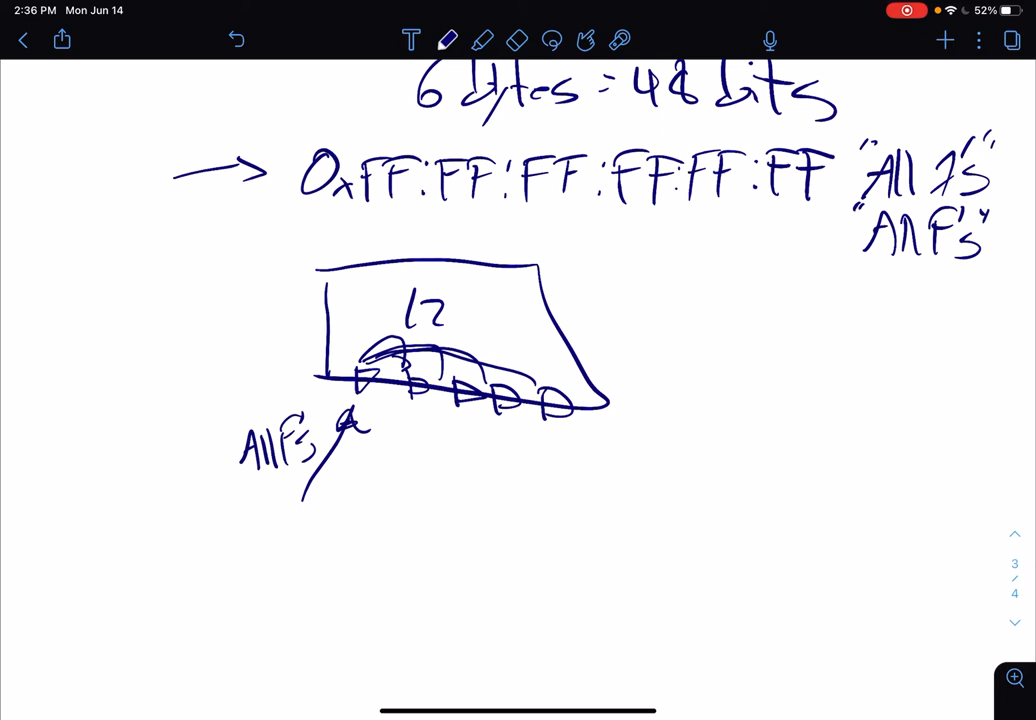 2:36 PM Mon Jun 14
52%
6 bytes = 48 bits
0xFF:FF:FF:FF:FF:FF "All 1's"
"All F's"
L2
All F's
3
/
4